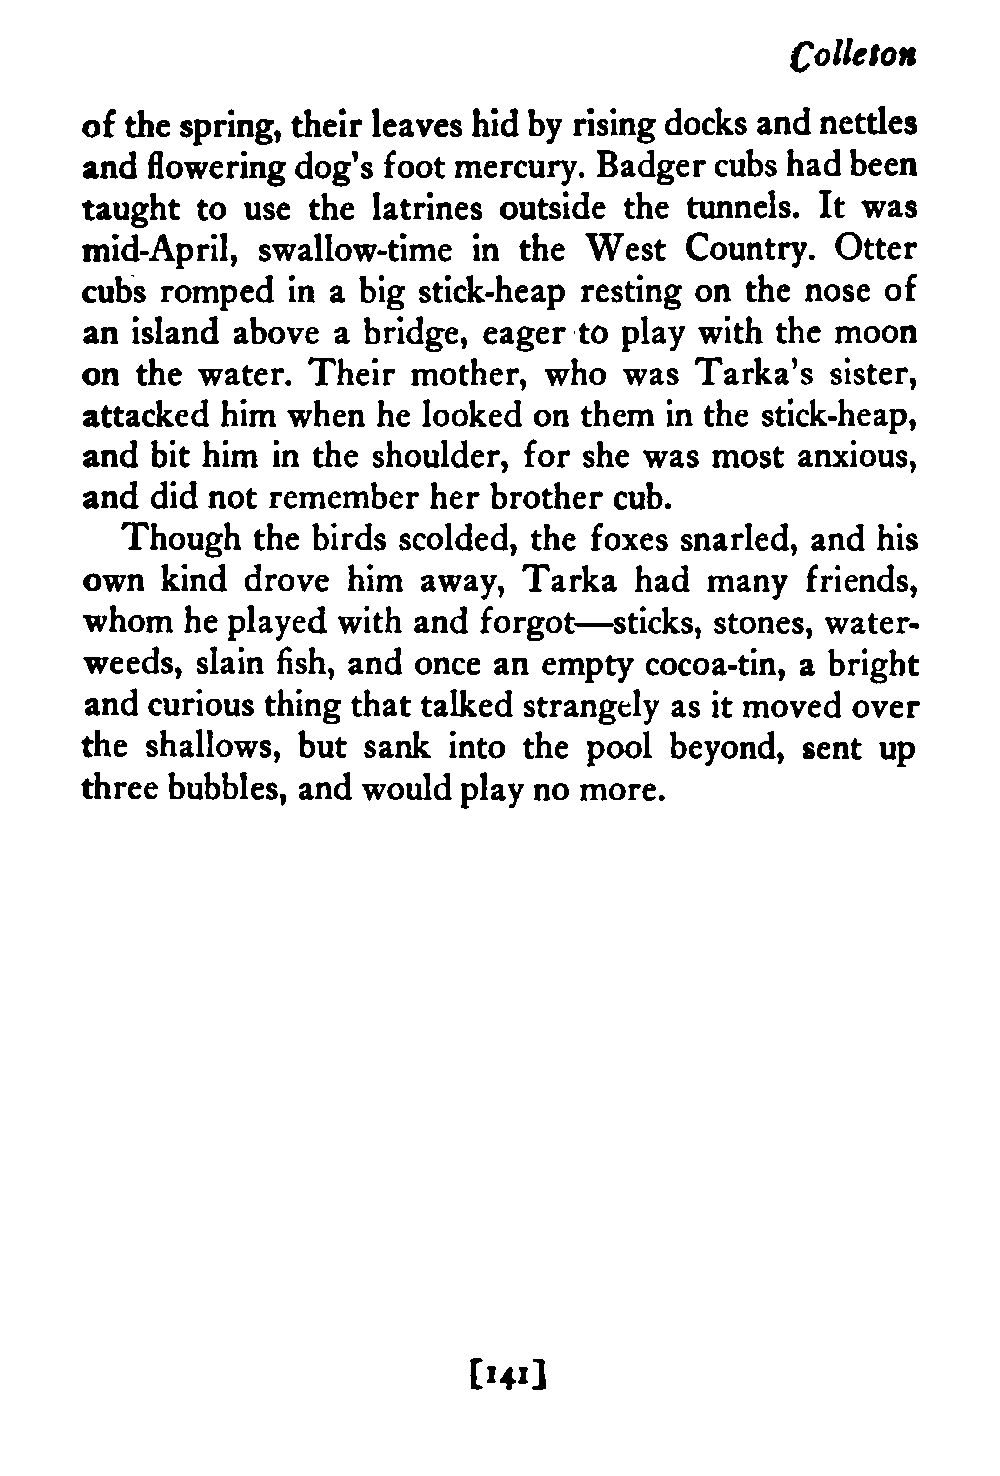 Colleton
of the spring, their leaves hid by rising docks and nettles
and flowering dog's foot mercury. Badger cubs had been
taught to use the latrines outside the tunnels. It was
mid-April, swallow-time in the West Country. Otter
cubs romped in a big stick-heap resting on the nose of
an island above a bridge, eager to play with the moon
on the water. Their mother, who was Tarka's sister,
attacked him when he looked on them in the stick-heap,
and bit him in the shoulder, for she was most anxious,
and did not remember her brother cub.
Though the birds scolded, the foxes snarled, and his
own kind drove him away, Tarka had many friends,
whom he played with and forgot—sticks, stones, water-
weeds, slain fish, and once an empty cocoa-tin, a bright
and curious thing that talked strangely as it moved over
the shallows, but sank into the pool beyond, sent up
three bubbles, and would play no more.
[141]